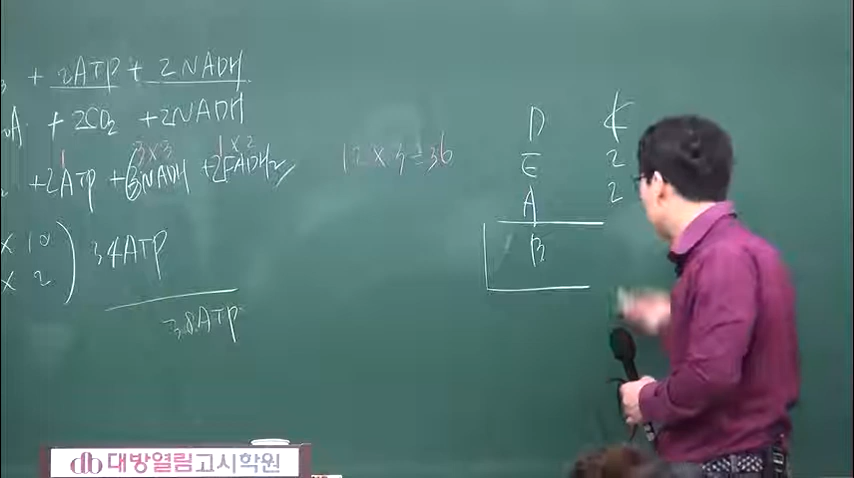 + 2ATP + 2NADH
+ 2CO₂ + 2NADH
1 3×3 1×2
+2ATP + 6NADH +2FADH₂
12×3=36
× 10
× 2
34ATP
38ATP
D K
E 2
A 2
B
db 대방열림고시학원